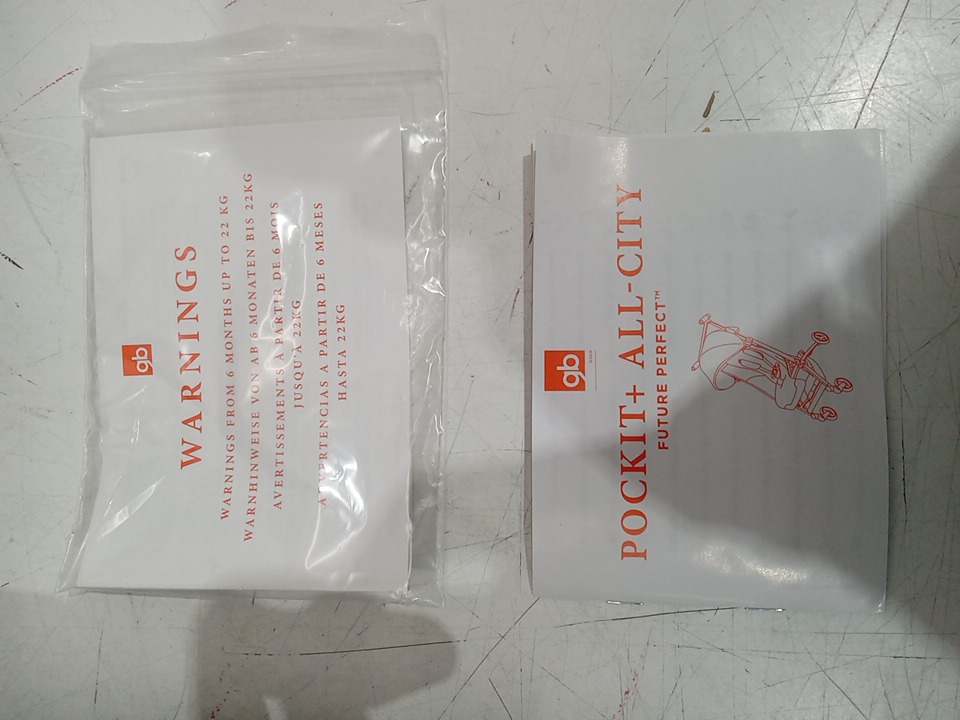 gb
WARNINGS
WARNINGS FROM 6 MONTHS UP TO 22 KG
WARNHINWEISE VON AB 6 MONATEN BIS 22KG
AVERTISSEMENTS A PARTIR DE 6 MOIS
JUSQU'À 22KG
ADVERTENCIAS A PARTIR DE 6 MESES
HASTA 22KG
gb
GOLD
POCKIT+ ALL-CITY
FUTURE PERFECT™